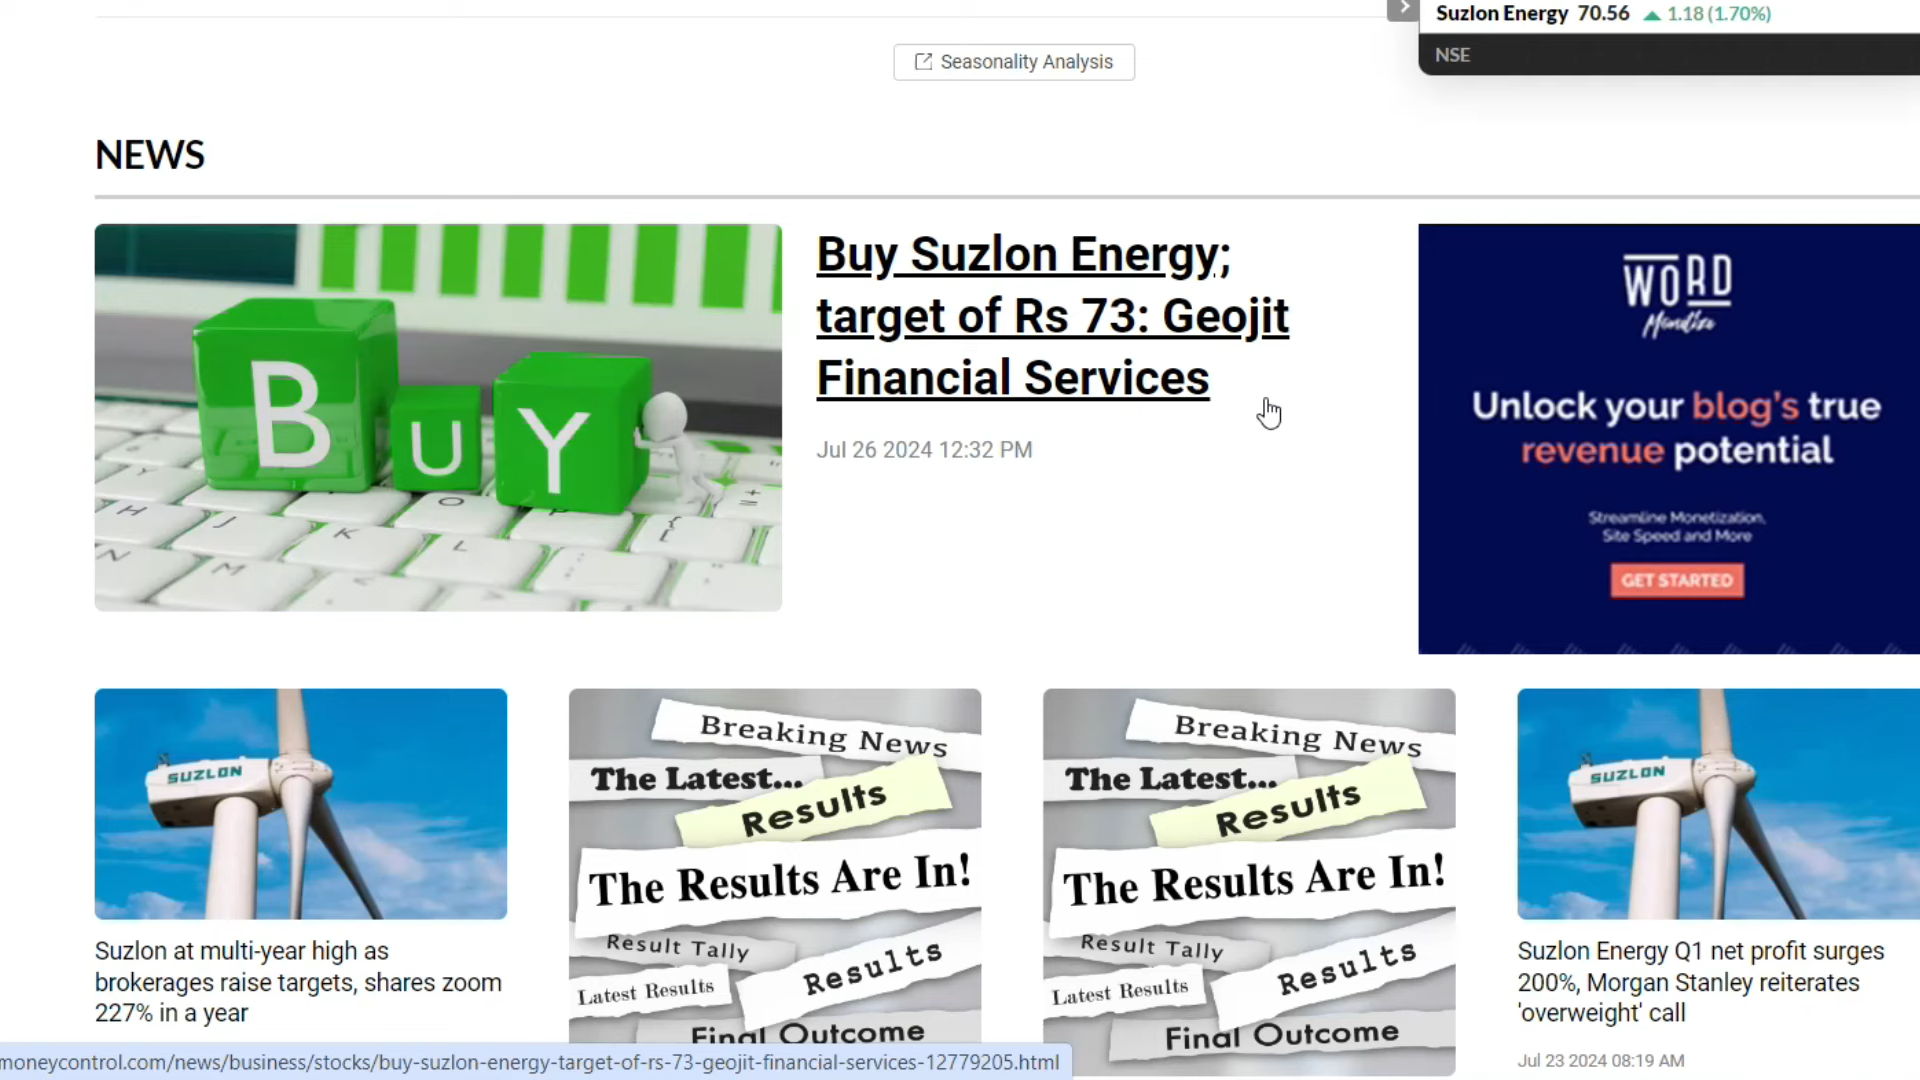 Suzlon Energy 70.56 ▲ 1.18 (1.70%)
NSE
Seasonality Analysis
NEWS
Buy Suzlon Energy;
target of Rs 73: Geojit
Financial Services
Jul 26 2024 12:32 PM
B U Y
WORD
Mendize
Unlock your blog's true
revenue potential
Streamline Monetization,
Site Speed and More
GET STARTED
SUZLON
Suzlon at multi-year high as
brokerages raise targets, shares zoom
227% in a year
Breaking News
The Latest...
Results
The Results Are In!
Result Tally
Results
Latest Results
Final Outcome
Breaking News
The Latest...
Results
The Results Are In!
Result Tally
Results
Latest Results
Final Outcome
SUZLON
Suzlon Energy Q1 net profit surges
200%, Morgan Stanley reiterates
'overweight' call
Jul 23 2024 08:19 AM
moneycontrol.com/news/business/stocks/buy-suzlon-energy-target-of-rs-73-geojit-financial-services-12779205.html